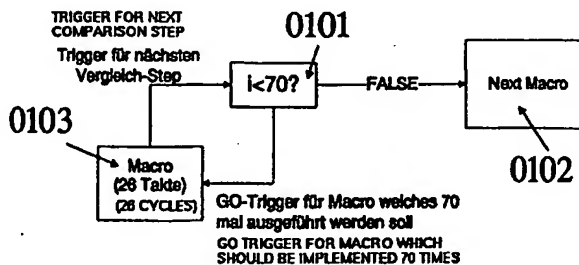 TRIGGER FOR NEXT
COMPARISON STEP
Trigger für nächsten
Vergleich-Step
0101
i<70?
FALSE
Next Macro
0102
0103
Macro
(26 Takte)
(26 CYCLES)
GO-Trigger für Macro welches 70
mal ausgeführt werden soll
GO TRIGGER FOR MACRO WHICH
SHOULD BE IMPLEMENTED 70 TIMES